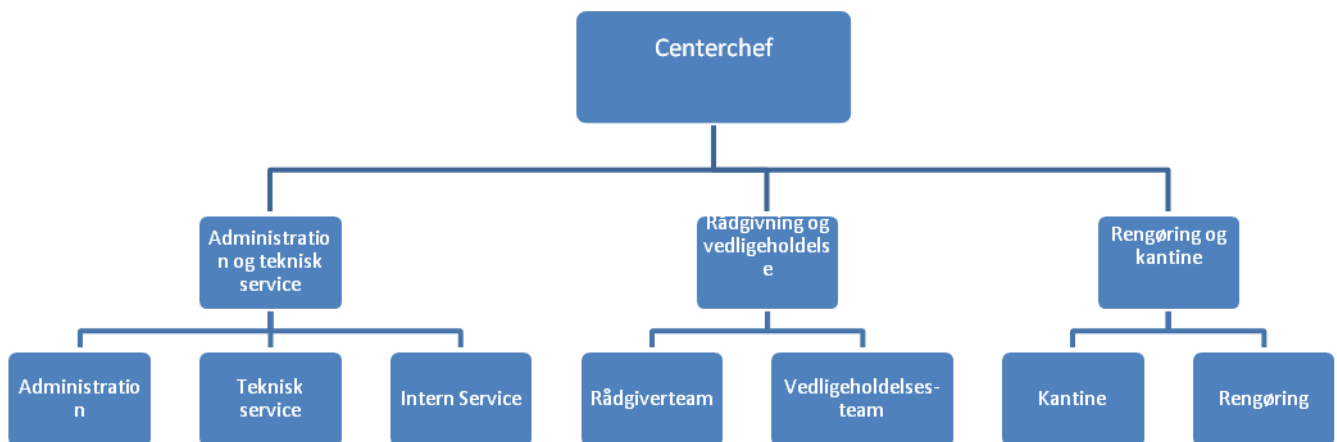 Centerchef
Administratio
n og teknisk
service
Rådgivning og
vedligeholdels
e
Rengøring og
kantine
Administratio
n
Teknisk
service
Intern Service
Rådgiverteam
Vedligeholdelses-
team
Kantine
Rengøring